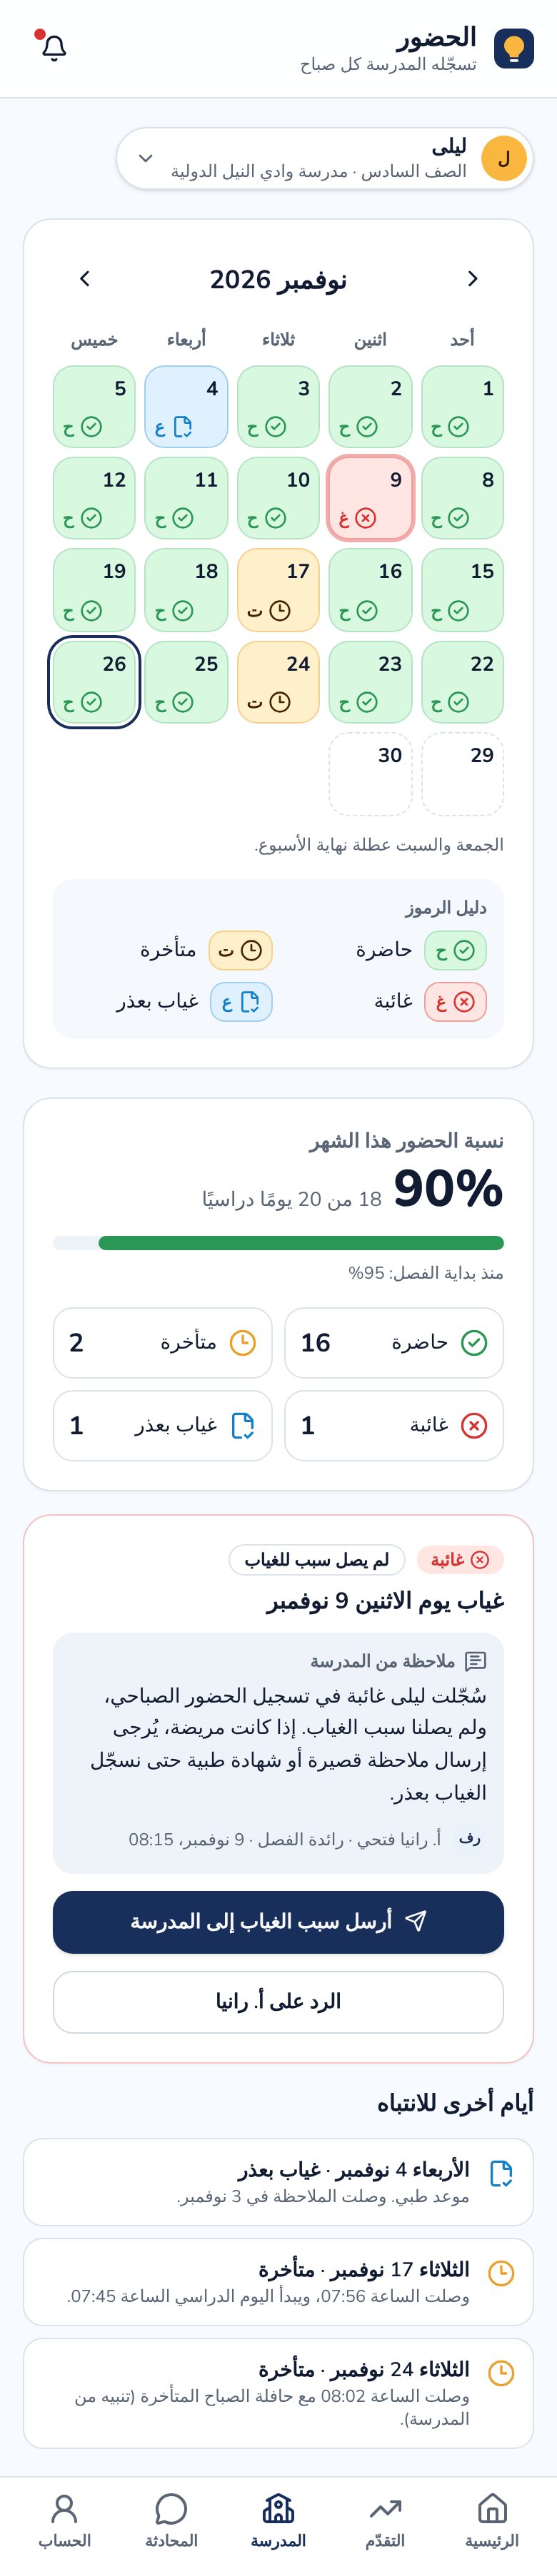 الحضور
تسجّله المدرسة كل صباح
ل
ليلى
الصف السادس · مدرسة وادي النيل الدولية
نوفمبر 2026
أحد اثنين ثلاثاء أربعاء خميس
1 2 3 4 5
ح ح ح ع ح
8 9 10 11 12
ح غ ح ح ح
15 16 17 18 19
ح ح ت ح ح
22 23 24 25 26
ح ح ت ح ح
29 30
الجمعة والسبت عطلة نهاية الأسبوع.
دليل الرموز
ح حاضرة ت متأخرة
غ غائبة ع غياب بعذر
نسبة الحضور هذا الشهر
90% 18 من 20 يومًا دراسيًا
منذ بداية الفصل: 95%
حاضرة 16 متأخرة 2
غائبة 1 غياب بعذر 1
غائبة لم يصل سبب للغياب
غياب يوم الاثنين 9 نوفمبر
ملاحظة من المدرسة
سُجّلت ليلى غائبة في تسجيل الحضور الصباحي،
ولم يصلنا سبب الغياب. إذا كانت مريضة، يُرجى
إرسال ملاحظة قصيرة أو شهادة طبية حتى نسجّل
الغياب بعذر.
رف أ. رانيا فتحي · رائدة الفصل · 9 نوفمبر، 08:15
أرسل سبب الغياب إلى المدرسة
الرد على أ. رانيا
أيام أخرى للانتباه
الأربعاء 4 نوفمبر · غياب بعذر
موعد طبي. وصلت الملاحظة في 3 نوفمبر.
الثلاثاء 17 نوفمبر · متأخرة
وصلت الساعة 07:56، ويبدأ اليوم الدراسي الساعة 07:45.
الثلاثاء 24 نوفمبر · متأخرة
وصلت الساعة 08:02 مع حافلة الصباح المتأخرة (تنبيه من
المدرسة).
الرئيسية التقدّم المدرسة المحادثة الحساب